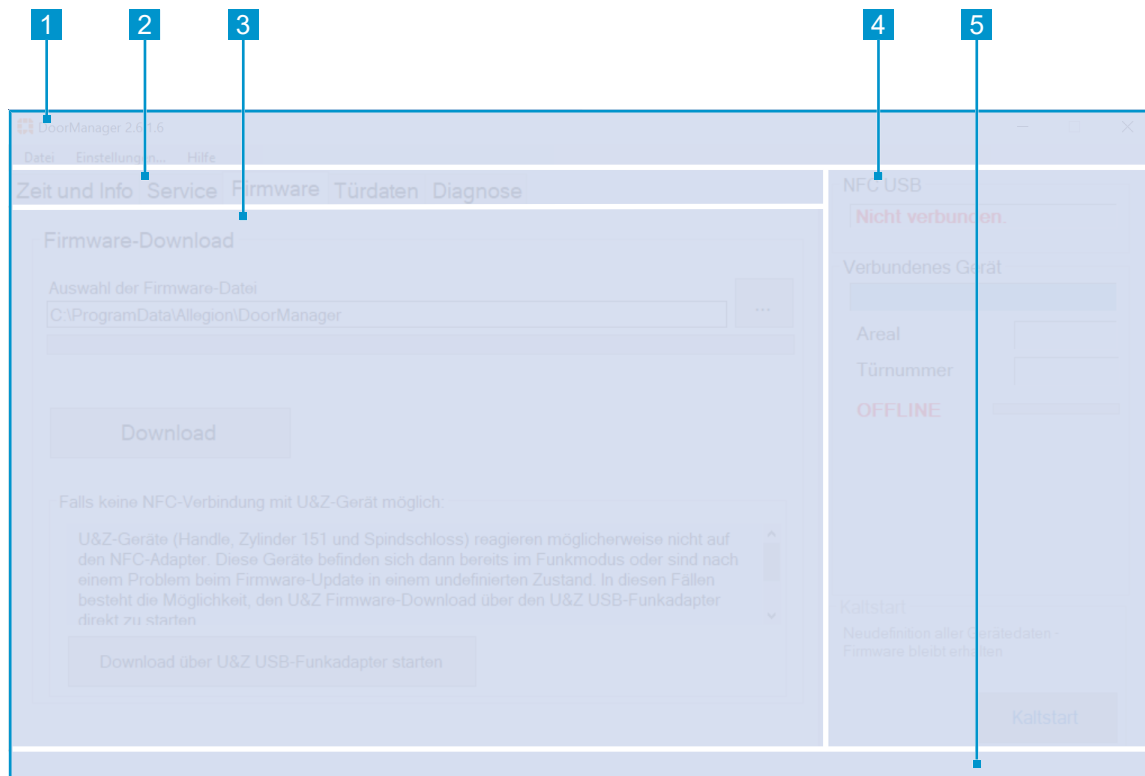 1 2 3 4 5
DoorManager 2.6.1.6
Datei Einstellungen... Hilfe
Zeit und Info Service Firmware Türdaten Diagnose
Firmware-Download
Auswahl der Firmware-Datei
C:\ProgramData\Allegion\DoorManager
...
Download
Falls keine NFC-Verbindung mit U&Z-Gerät möglich:
U&Z-Geräte (Handle, Zylinder 151 und Spindschloss) reagieren möglicherweise nicht auf
den NFC-Adapter. Diese Geräte befinden sich dann bereits im Funkmodus oder sind nach
einem Problem beim Firmware-Update in einem undefinierten Zustand. In diesen Fällen
besteht die Möglichkeit, den U&Z Firmware-Download über den U&Z USB-Funkadapter
direkt zu starten
Download über U&Z USB-Funkadapter starten
NFC USB
Nicht verbunden.
Verbundenes Gerät
Areal
Türnummer
OFFLINE
Kaltstart
Neudefinition aller Gerätedaten -
Firmware bleibt erhalten
Kaltstart